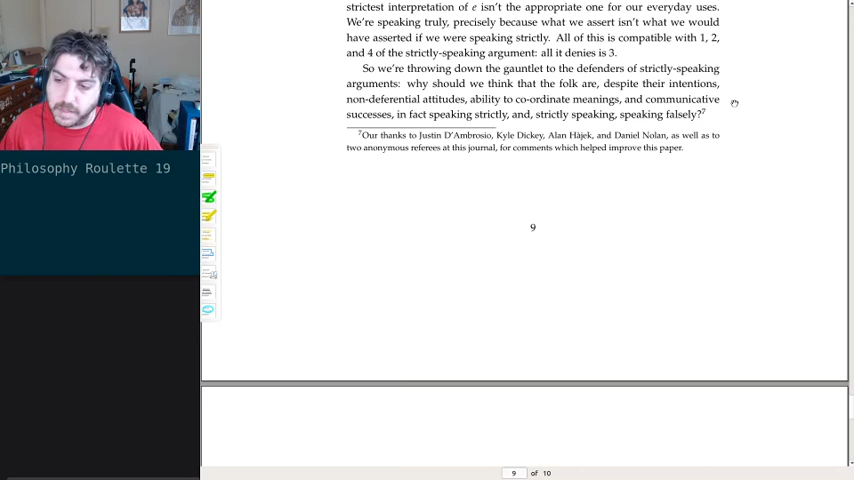 strictest interpretation of e isn't the appropriate one for our everyday uses.
We're speaking truly, precisely because what we assert isn't what we would
have asserted if we were speaking strictly. All of this is compatible with 1, 2,
and 4 of the strictly-speaking argument: all it denies is 3.
So we're throwing down the gauntlet to the defenders of strictly-speaking
arguments: why should we think that the folk are, despite their intentions,
non-deferential attitudes, ability to co-ordinate meanings, and communicative
successes, in fact speaking strictly, and, strictly speaking, speaking falsely?7
7Our thanks to Justin D'Ambrosio, Kyle Dickey, Alan Hájek, and Daniel Nolan, as well as to
two anonymous referees at this journal, for comments which helped improve this paper.
Philosophy Roulette 19
9
9 of 10